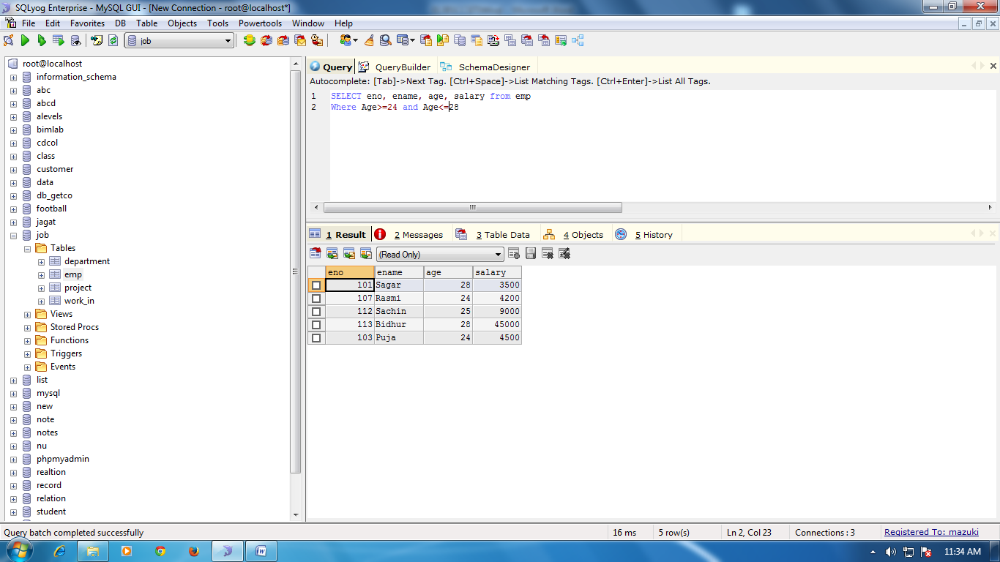 SQLyog Enterprise - MySQL GUI - [New Connection - root@localhost*]
File Edit Favorites DB Table Objects Tools Powertools Window Help
job
root@localhost
information_schema
abc
abcd
alevels
bimlab
cdcol
class
customer
data
db_getco
football
jagat
job
Tables
department
emp
project
work_in
Views
Stored Procs
Functions
Triggers
Events
list
mysql
new
note
notes
nu
phpmyadmin
realtion
record
relation
student
Query QueryBuilder SchemaDesigner
Autocomplete: [Tab]->Next Tag. [Ctrl+Space]->List Matching Tags. [Ctrl+Enter]->List All Tags.
1 SELECT eno, ename, age, salary from emp
2 Where Age>=24 and Age<=28
1 Result 2 Messages 3 Table Data 4 Objects 5 History
(Read Only)
eno ename age salary
101 Sagar 28 3500
107 Rasmi 24 4200
112 Sachin 25 9000
113 Bidhur 28 45000
103 Puja 24 4500
Query batch completed successfully 16 ms 5 row(s) Ln 2, Col 23 Connections : 3 Registered To: mazuki
11:34 AM